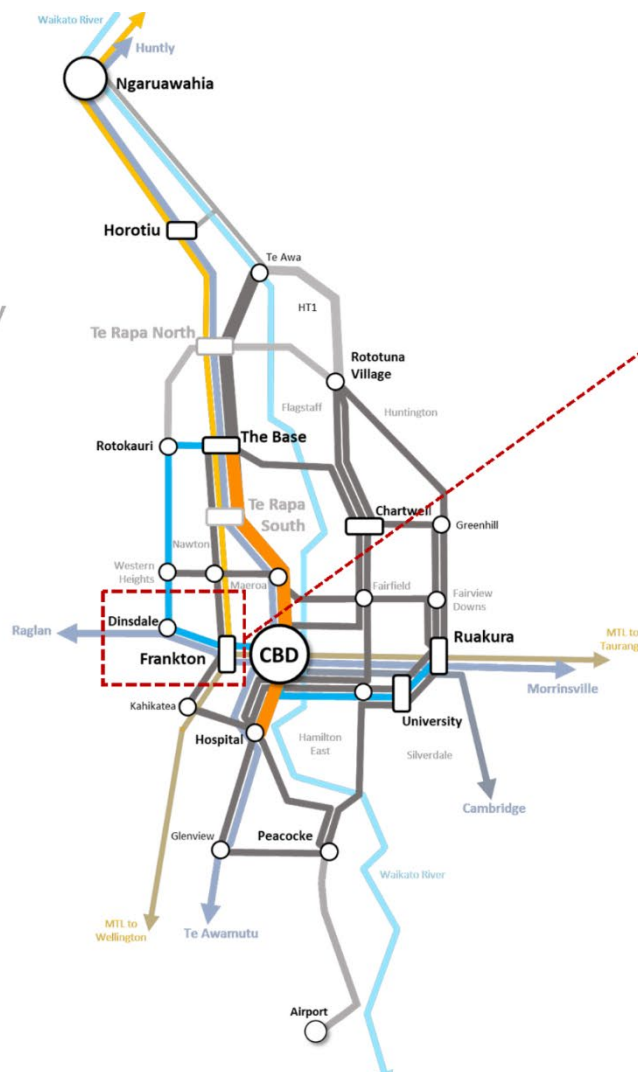 Waikato River
Huntly
Ngaruawahia
Horotiu
Te Awa
HT1
Te Rapa North
Rototuna
Village
Flagstaff
Huntington
Rotokauri
The Base
Te Rapa
South
Chartwell
Greenhill
Nawton
Western
Heights
Maeroa
Fairfield
Fairview
Downs
Dinsdale
Raglan
Frankton
CBD
Ruakura
MTL to
Taurang
Morrinsville
Kahikatea
Hospital
Hamilton
East
University
Silverdale
Cambridge
Glenview
Peacocke
Waikato River
MTL to
Wellington
Te Awamutu
Airport